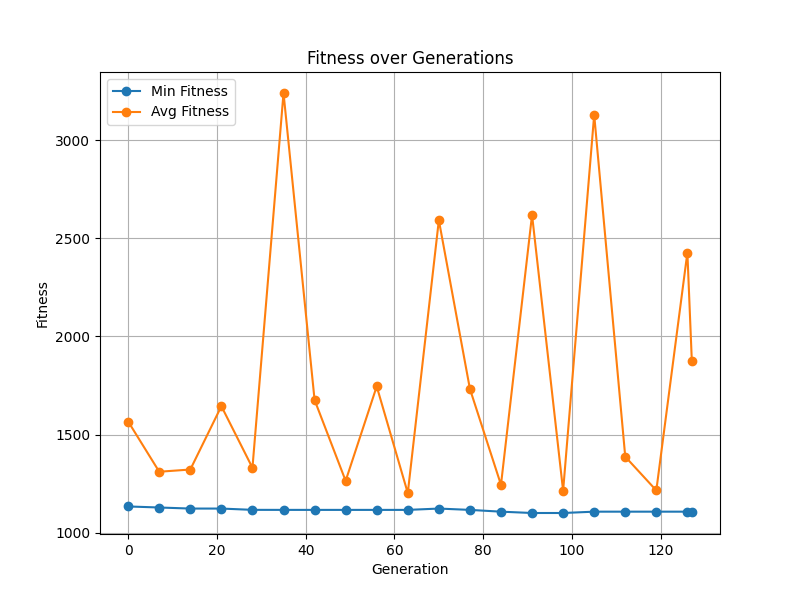 Fitness over Generations
Min Fitness
Avg Fitness
3000
2500
2000
1500
1000
Fitness
0 20 40 60 80 100 120
Generation